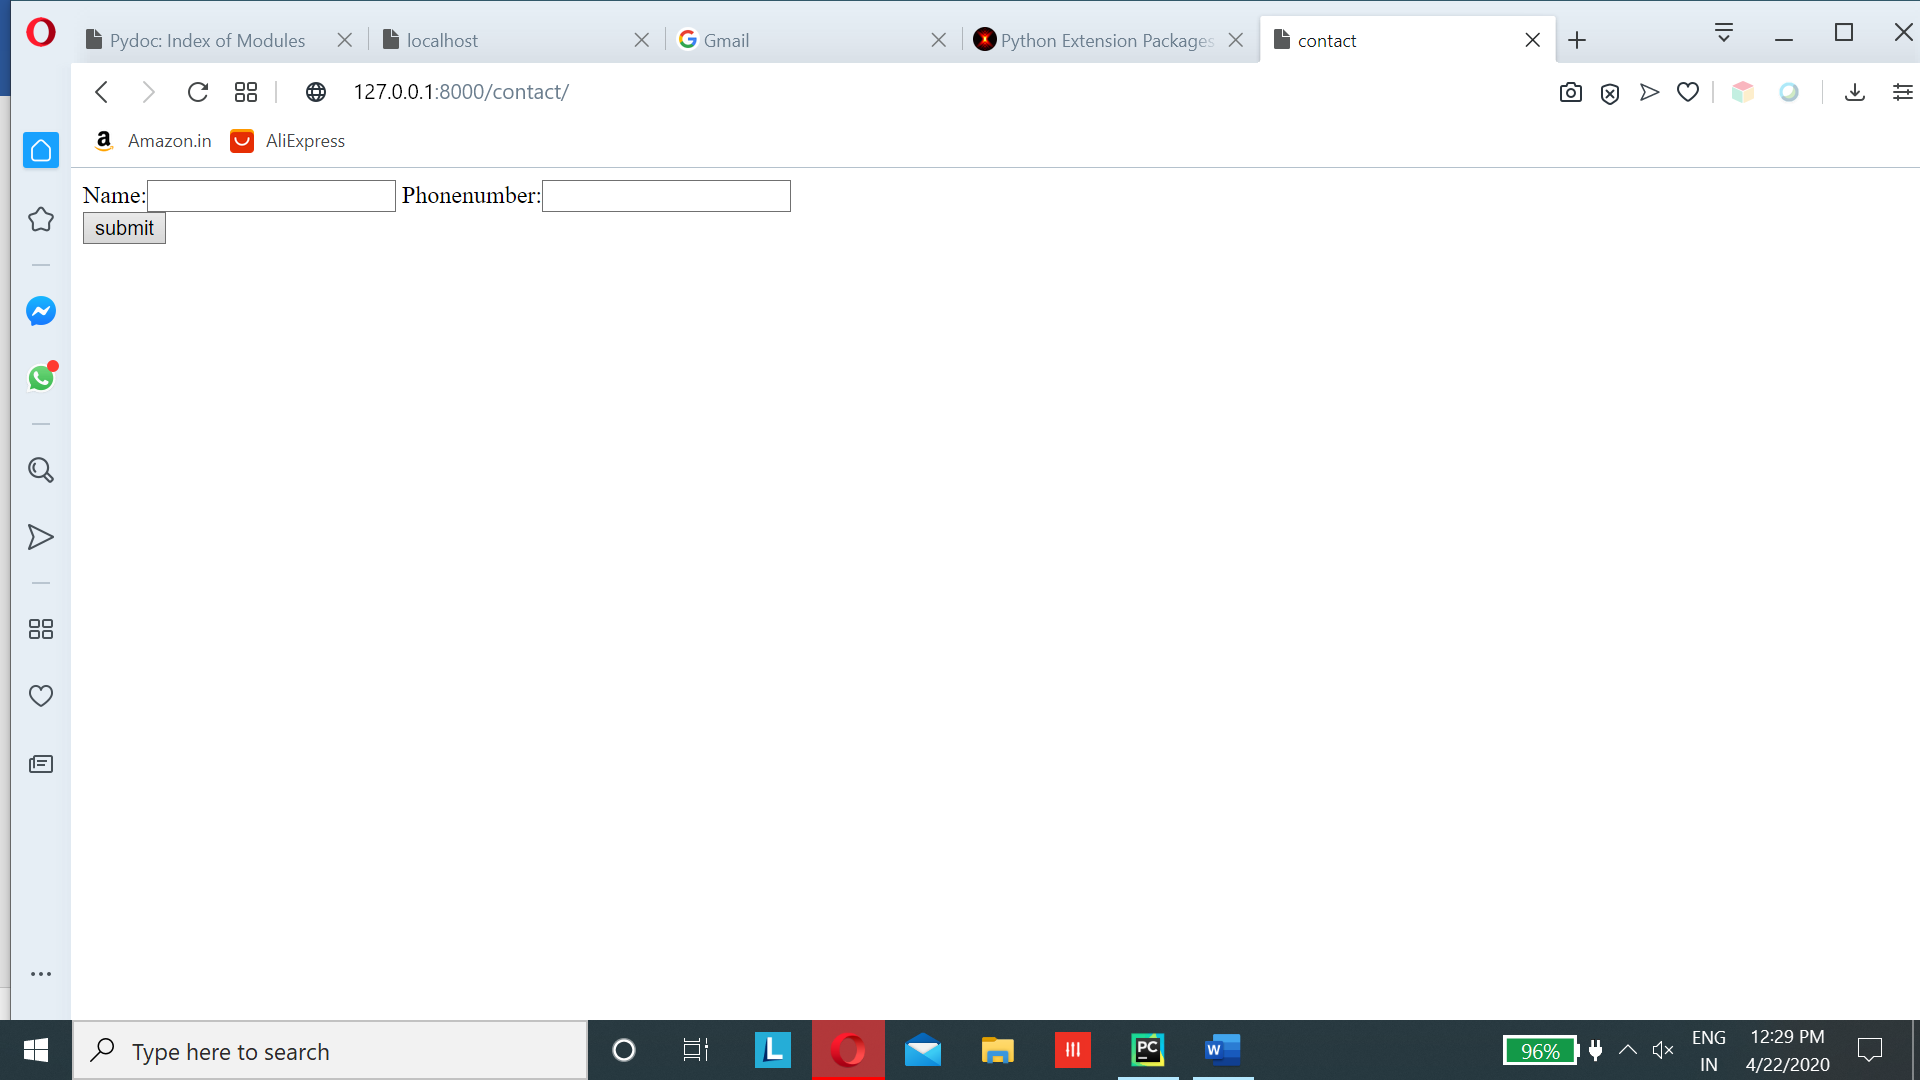 Pydoc: Index of Modules
localhost
Gmail
Python Extension Packages
contact
127.0.0.1:8000/contact/
Amazon.in
AliExpress
Name: Phonenumber:
submit
Type here to search
96%
ENG
IN
12:29 PM
4/22/2020